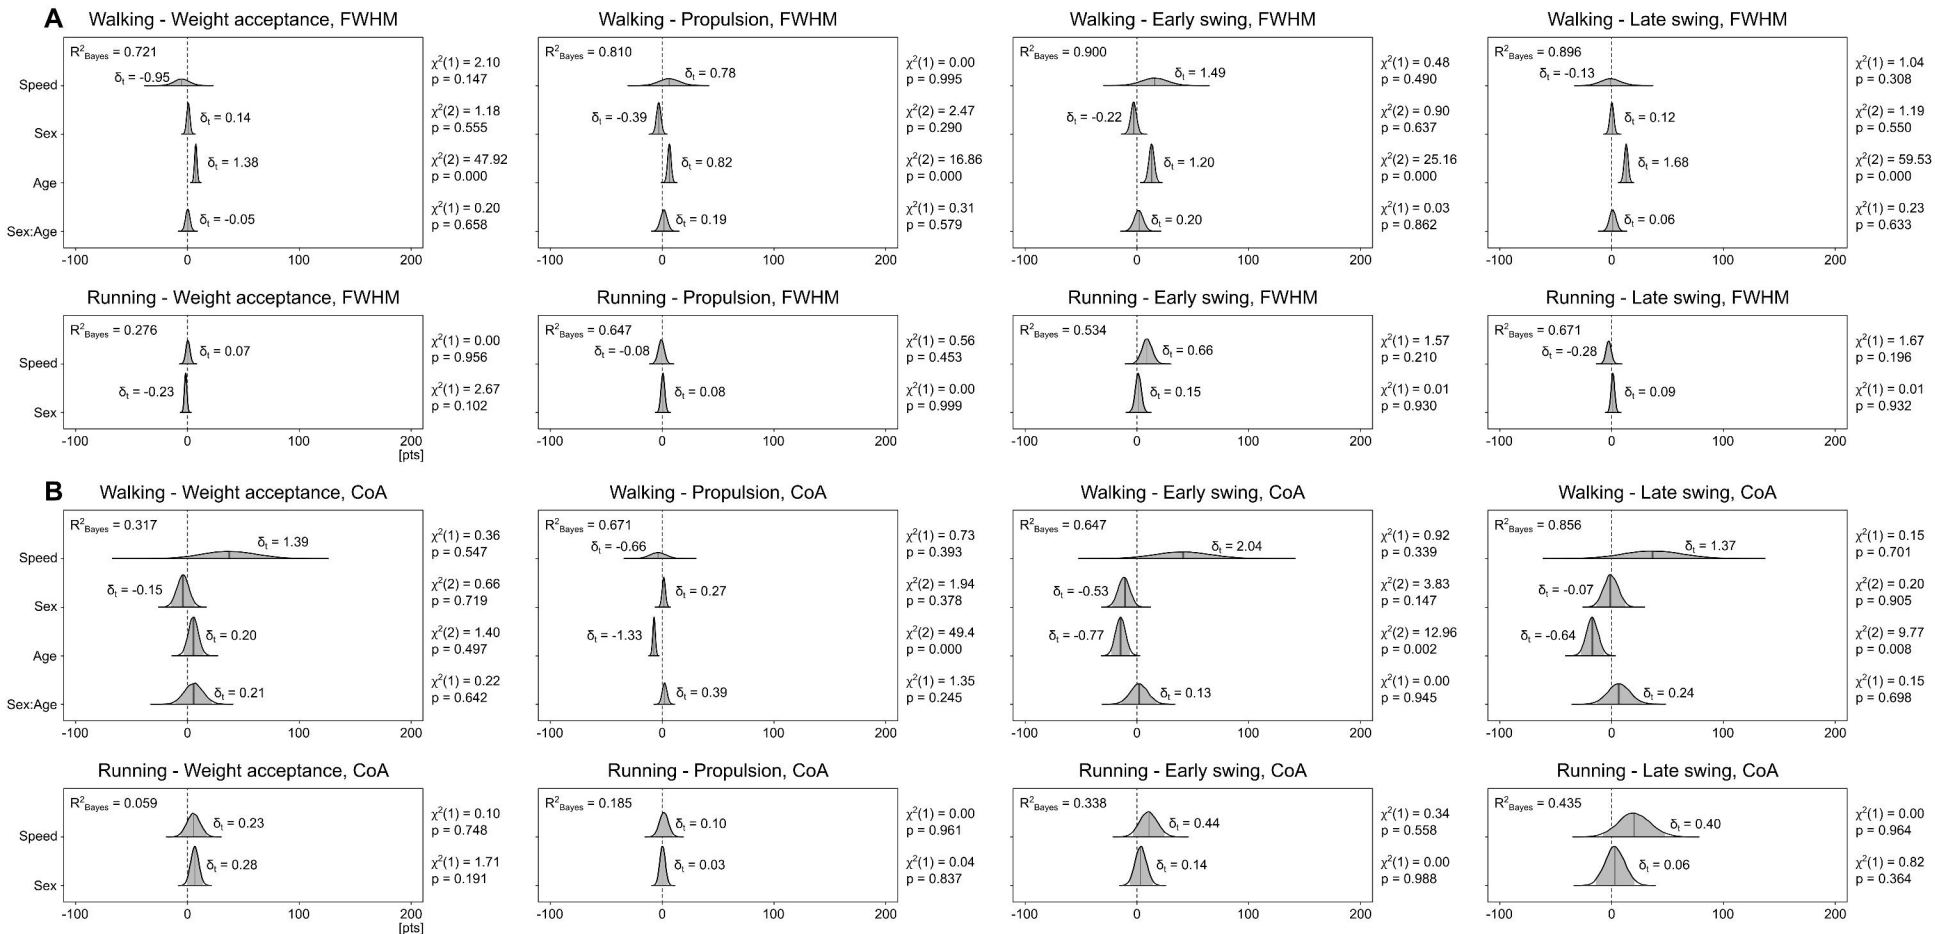 A
Walking - Weight acceptance, FWHM
R²Bayes = 0.721
Speed
δt = -0.95
χ²(1) = 2.10
p = 0.147
Sex
δt = 0.14
χ²(2) = 1.18
p = 0.555
Age
δt = 1.38
χ²(2) = 47.92
p = 0.000
Sex:Age
δt = -0.05
χ²(1) = 0.20
p = 0.658
-100 0 100 200
Walking - Propulsion, FWHM
R²Bayes = 0.810
δt = 0.78
χ²(1) = 0.00
p = 0.995
δt = -0.39
χ²(2) = 2.47
p = 0.290
δt = 0.82
χ²(2) = 16.86
p = 0.000
δt = 0.19
χ²(1) = 0.31
p = 0.579
-100 0 100 200
Walking - Early swing, FWHM
R²Bayes = 0.900
δt = 1.49
χ²(1) = 0.48
p = 0.490
δt = -0.22
χ²(2) = 0.90
p = 0.637
δt = 1.20
χ²(2) = 25.16
p = 0.000
δt = 0.20
χ²(1) = 0.03
p = 0.862
-100 0 100 200
Walking - Late swing, FWHM
R²Bayes = 0.896
δt = -0.13
χ²(1) = 1.04
p = 0.308
δt = 0.12
χ²(2) = 1.19
p = 0.550
δt = 1.68
χ²(2) = 59.53
p = 0.000
δt = 0.06
χ²(1) = 0.23
p = 0.633
-100 0 100 200
Running - Weight acceptance, FWHM
R²Bayes = 0.276
Speed
δt = 0.07
χ²(1) = 0.00
p = 0.956
Sex
δt = -0.23
χ²(1) = 2.67
p = 0.102
-100 0 100 200
[pts]
Running - Propulsion, FWHM
R²Bayes = 0.647
δt = -0.08
χ²(1) = 0.56
p = 0.453
δt = 0.08
χ²(1) = 0.00
p = 0.999
-100 0 100 200
Running - Early swing, FWHM
R²Bayes = 0.534
δt = 0.66
χ²(1) = 1.57
p = 0.210
δt = 0.15
χ²(1) = 0.01
p = 0.930
-100 0 100 200
Running - Late swing, FWHM
R²Bayes = 0.671
δt = -0.28
χ²(1) = 1.67
p = 0.196
δt = 0.09
χ²(1) = 0.01
p = 0.932
-100 0 100 200
B
Walking - Weight acceptance, CoA
R²Bayes = 0.317
Speed
δt = 1.39
χ²(1) = 0.36
p = 0.547
Sex
δt = -0.15
χ²(2) = 0.66
p = 0.719
Age
δt = 0.20
χ²(2) = 1.40
p = 0.497
Sex:Age
δt = 0.21
χ²(1) = 0.22
p = 0.642
-100 0 100 200
Walking - Propulsion, CoA
R²Bayes = 0.671
δt = -0.66
χ²(1) = 0.73
p = 0.393
δt = 0.27
χ²(2) = 1.94
p = 0.378
δt = -1.33
χ²(2) = 49.4
p = 0.000
δt = 0.39
χ²(1) = 1.35
p = 0.245
-100 0 100 200
Walking - Early swing, CoA
R²Bayes = 0.647
δt = 2.04
χ²(1) = 0.92
p = 0.339
δt = -0.53
χ²(2) = 3.83
p = 0.147
δt = -0.77
χ²(2) = 12.96
p = 0.002
δt = 0.13
χ²(1) = 0.00
p = 0.945
-100 0 100 200
Walking - Late swing, CoA
R²Bayes = 0.856
δt = 1.37
χ²(1) = 0.15
p = 0.701
δt = -0.07
χ²(2) = 0.20
p = 0.905
δt = -0.64
χ²(2) = 9.77
p = 0.008
δt = 0.24
χ²(1) = 0.15
p = 0.698
-100 0 100 200
Running - Weight acceptance, CoA
R²Bayes = 0.059
Speed
δt = 0.23
χ²(1) = 0.10
p = 0.748
Sex
δt = 0.28
χ²(1) = 1.71
p = 0.191
-100 0 100 200
[pts]
Running - Propulsion, CoA
R²Bayes = 0.185
δt = 0.10
χ²(1) = 0.00
p = 0.961
δt = 0.03
χ²(1) = 0.04
p = 0.837
-100 0 100 200
Running - Early swing, CoA
R²Bayes = 0.338
δt = 0.44
χ²(1) = 0.34
p = 0.558
δt = 0.14
χ²(1) = 0.00
p = 0.988
-100 0 100 200
Running - Late swing, CoA
R²Bayes = 0.435
δt = 0.40
χ²(1) = 0.00
p = 0.964
δt = 0.06
χ²(1) = 0.82
p = 0.364
-100 0 100 200